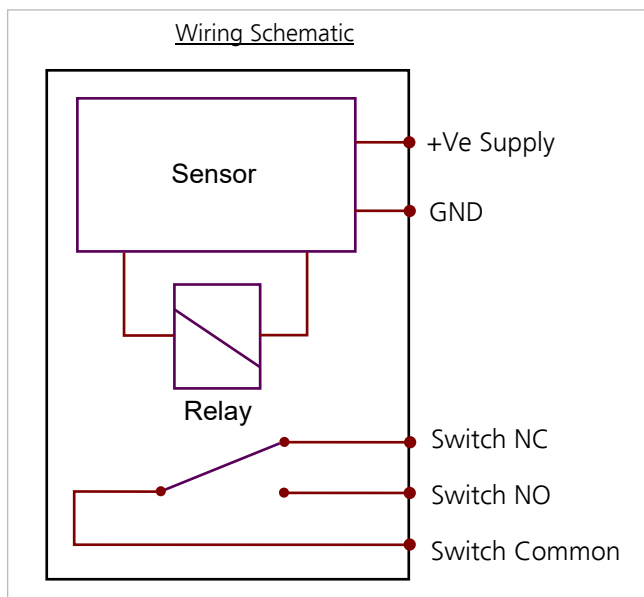 Wiring Schematic
Sensor
+Ve Supply
GND
Relay
Switch NC
Switch NO
Switch Common